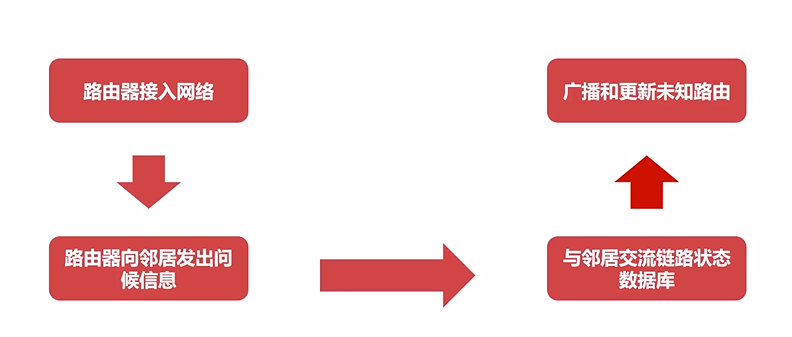 路由器接入网络
广播和更新未知路由
路由器向邻居发出问
候信息
与邻居交流链路状态
数据库